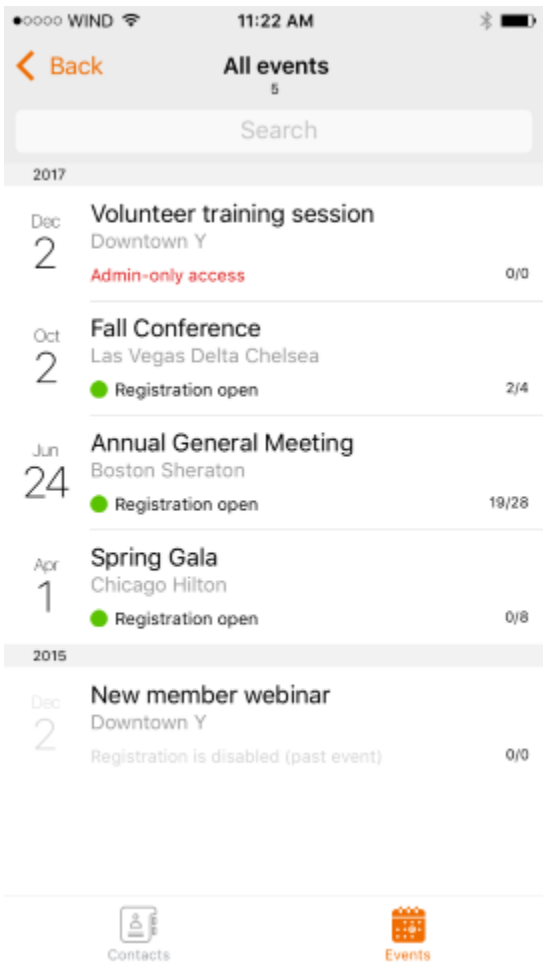 WIND 11:22 AM
Back All events
5
Search
2017
Dec
2
Volunteer training session
Downtown Y
Admin-only access 0/0
Oct
2
Fall Conference
Las Vegas Delta Chelsea
Registration open 2/4
Jun
24
Annual General Meeting
Boston Sheraton
Registration open 19/28
Apr
1
Spring Gala
Chicago Hilton
Registration open 0/8
2015
Dec
2
New member webinar
Downtown Y
Registration is disabled (past event) 0/0
Contacts Events